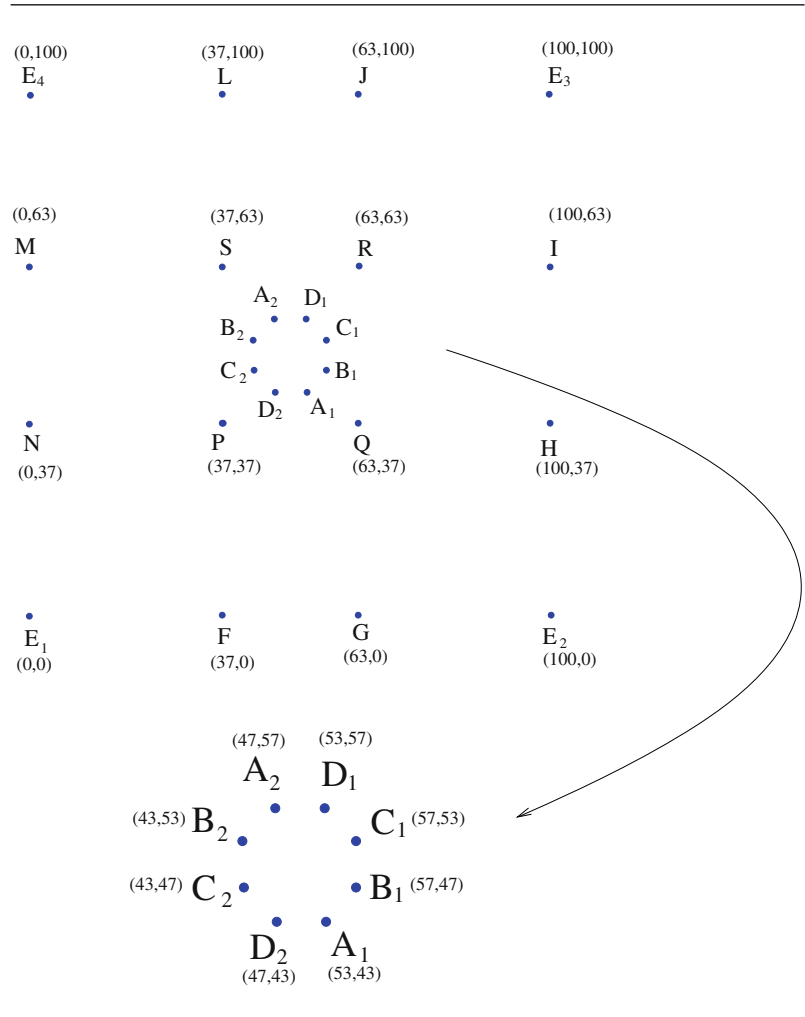 (0,100) (37,100) (63,100) (100,100)
E4 L J E3
(0,63) (37,63) (63,63) (100,63)
M S R I
A2 D1
B2 C1
C2 B1
D2 A1
N P Q H
(0,37) (37,37) (63,37) (100,37)
E1 F G E2
(0,0) (37,0) (63,0) (100,0)
(47,57) (53,57)
A2 D1
(43,53) B2 C1 (57,53)
(43,47) C2 B1 (57,47)
D2 A1
(47,43) (53,43)